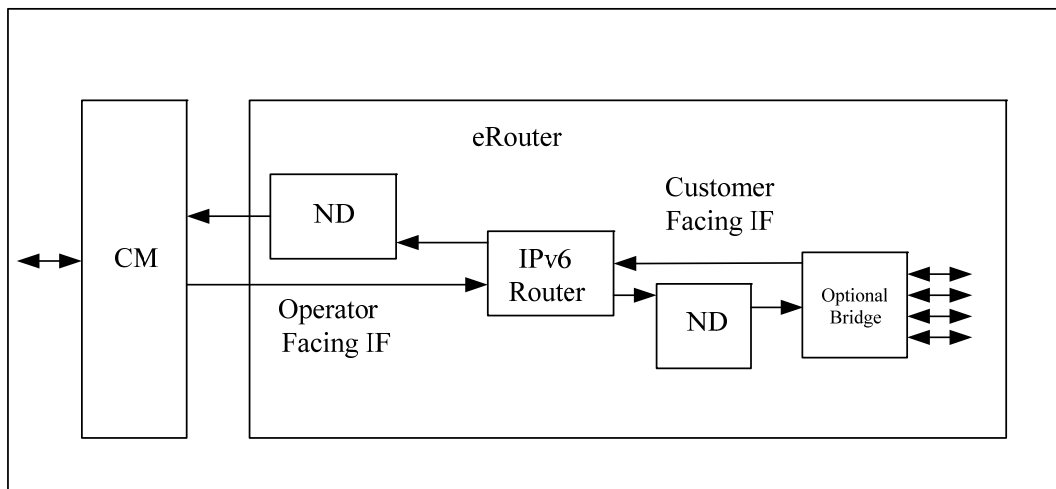 eRouter
Customer
Facing IF
ND
CM
IPv6
Router
Operator
Facing IF
ND
Optional
Bridge